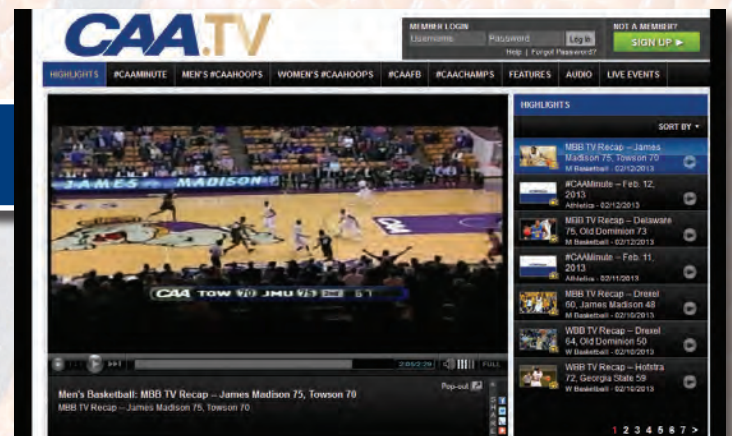 CAA.TV
MEMBER LOGIN
Username Password Log In
Help | Forgot Password?
NOT A MEMBER?
SIGN UP
HIGHLIGHTS #CAAMINUTE MEN'S #CAAHOOPS WOMEN'S #CAAHOOPS #CAAFB #CAACHAMPS FEATURES AUDIO LIVE EVENTS
JAMES MADISON
CAA TOW 70 JMU 73 2ND
2:05/2:20 FULL
Men's Basketball: MBB TV Recap – James Madison 75, Towson 70
MBB TV Recap – James Madison 75, Towson 70
Pop-out
SHARE
HIGHLIGHTS
SORT BY
MBB TV Recap – James
Madison 75, Towson 70
M Basketball - 02/12/2013
#CAAMinute – Feb. 12,
2013
Athletics - 02/12/2013
MBB TV Recap – Delaware
75, Old Dominion 73
M Basketball - 02/12/2013
#CAAMinute – Feb. 11,
2013
Athletics - 02/11/2013
MBB TV Recap – Drexel
60, James Madison 48
M Basketball - 02/10/2013
WBB TV Recap – Drexel
64, Old Dominion 50
W Basketball - 02/10/2013
WBB TV Recap – Hofstra
72, Georgia State 59
W Basketball - 02/10/2013
1 2 3 4 5 6 7 >